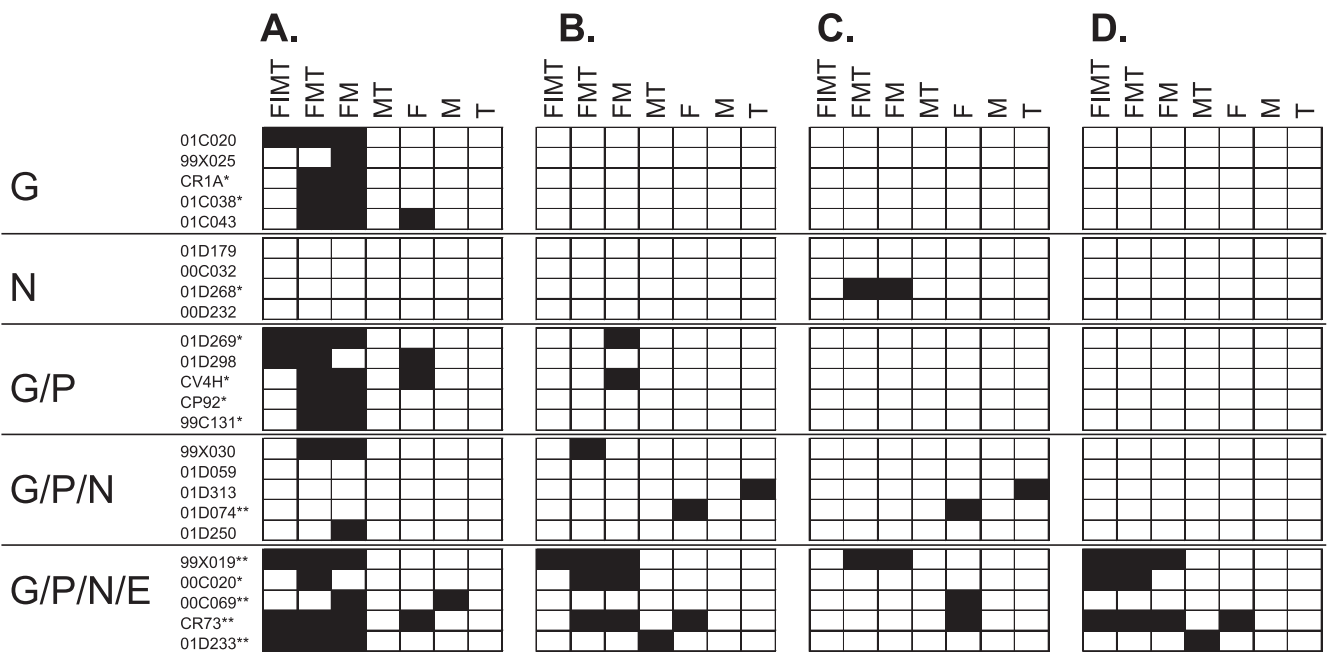 A. B. C. D.
FIMT FMT FM MT F M T FIMT FMT FM MT F M T FIMT FMT FM MT F M T FIMT FMT FM MT F M T
G
01C020
99X025
CR1A*
01C038*
01C043
N
01D179
00C032
01D268*
00D232
G/P
01D269*
01D298
CV4H*
CP92*
99C131*
G/P/N
99X030
01D059
01D313
01D074**
01D250
G/P/N/E
99X019**
00C020*
00C069**
CR73**
01D233**